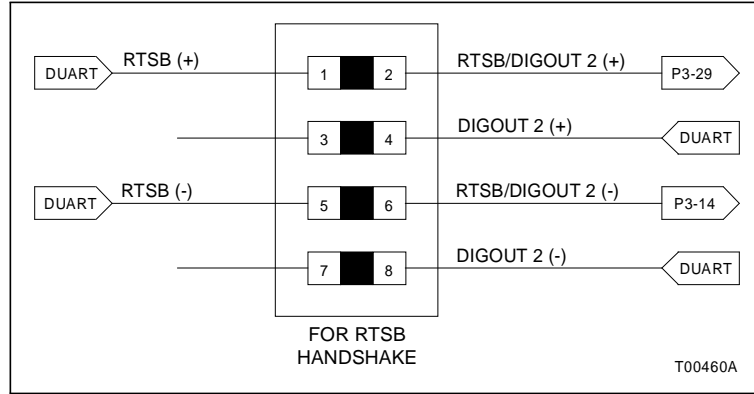 DUART RTSB (+) 1 2 RTSB/DIGOUT 2 (+) P3-29
3 4 DIGOUT 2 (+) DUART
DUART RTSB (-) 5 6 RTSB/DIGOUT 2 (-) P3-14
7 8 DIGOUT 2 (-) DUART
FOR RTSB
HANDSHAKE
T00460A